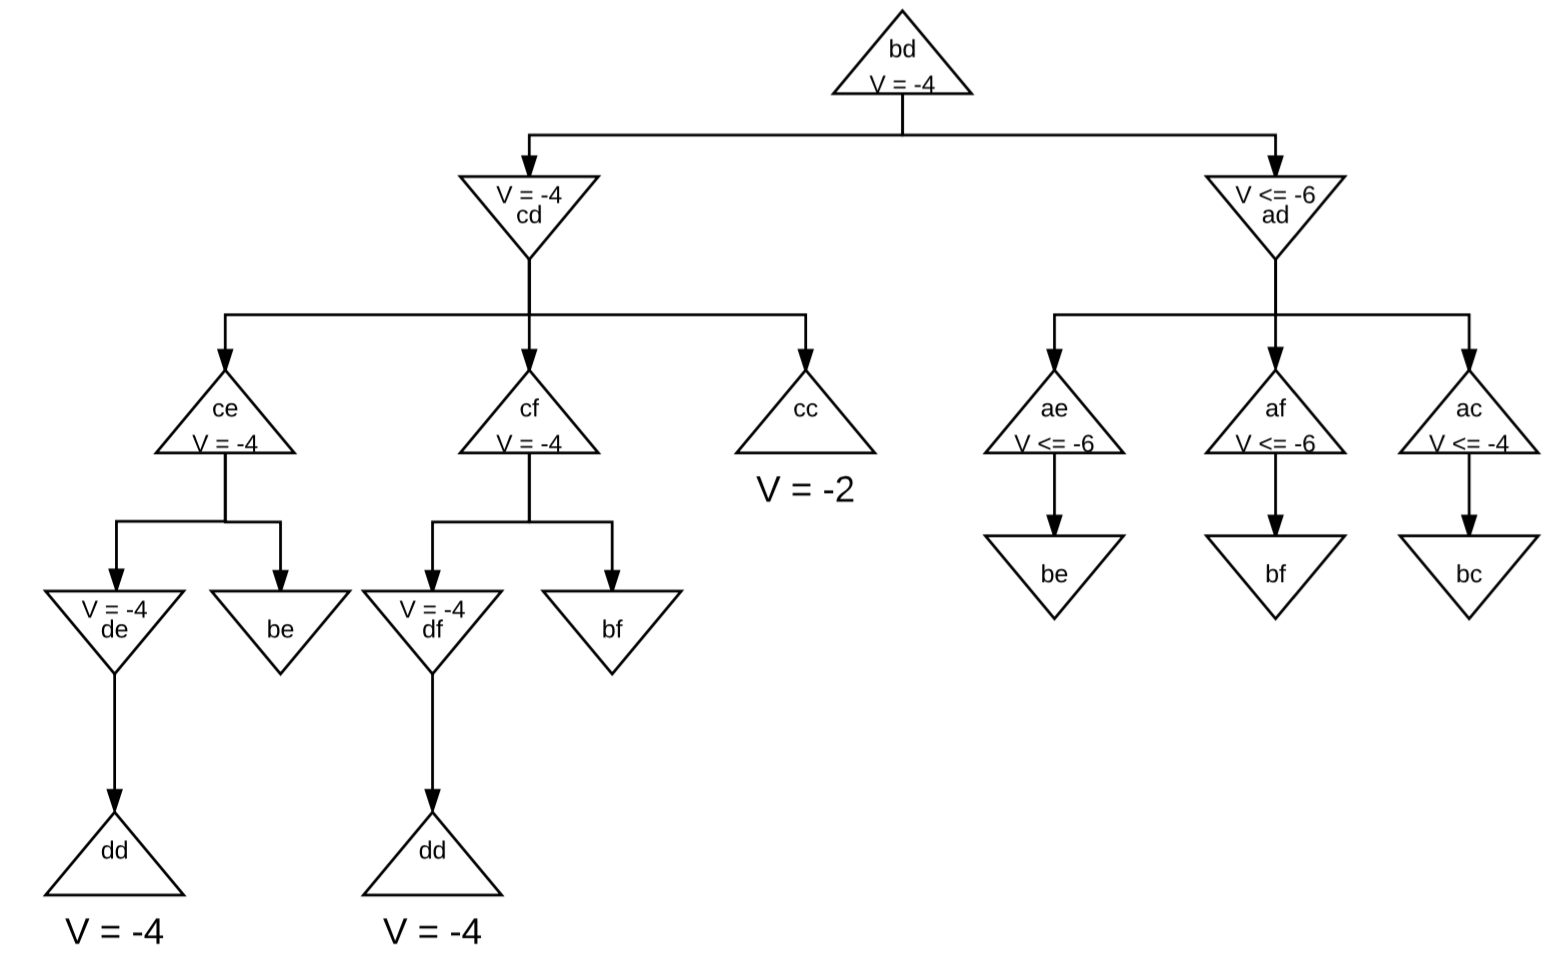 bd
V = -4
V = -4
cd
V <= -6
ad
ce
V = -4
cf
V = -4
cc
V = -2
ae
V <= -6
af
V <= -6
ac
V <= -4
V = -4
de
be
V = -4
df
bf
be
bf
bc
dd
V = -4
dd
V = -4